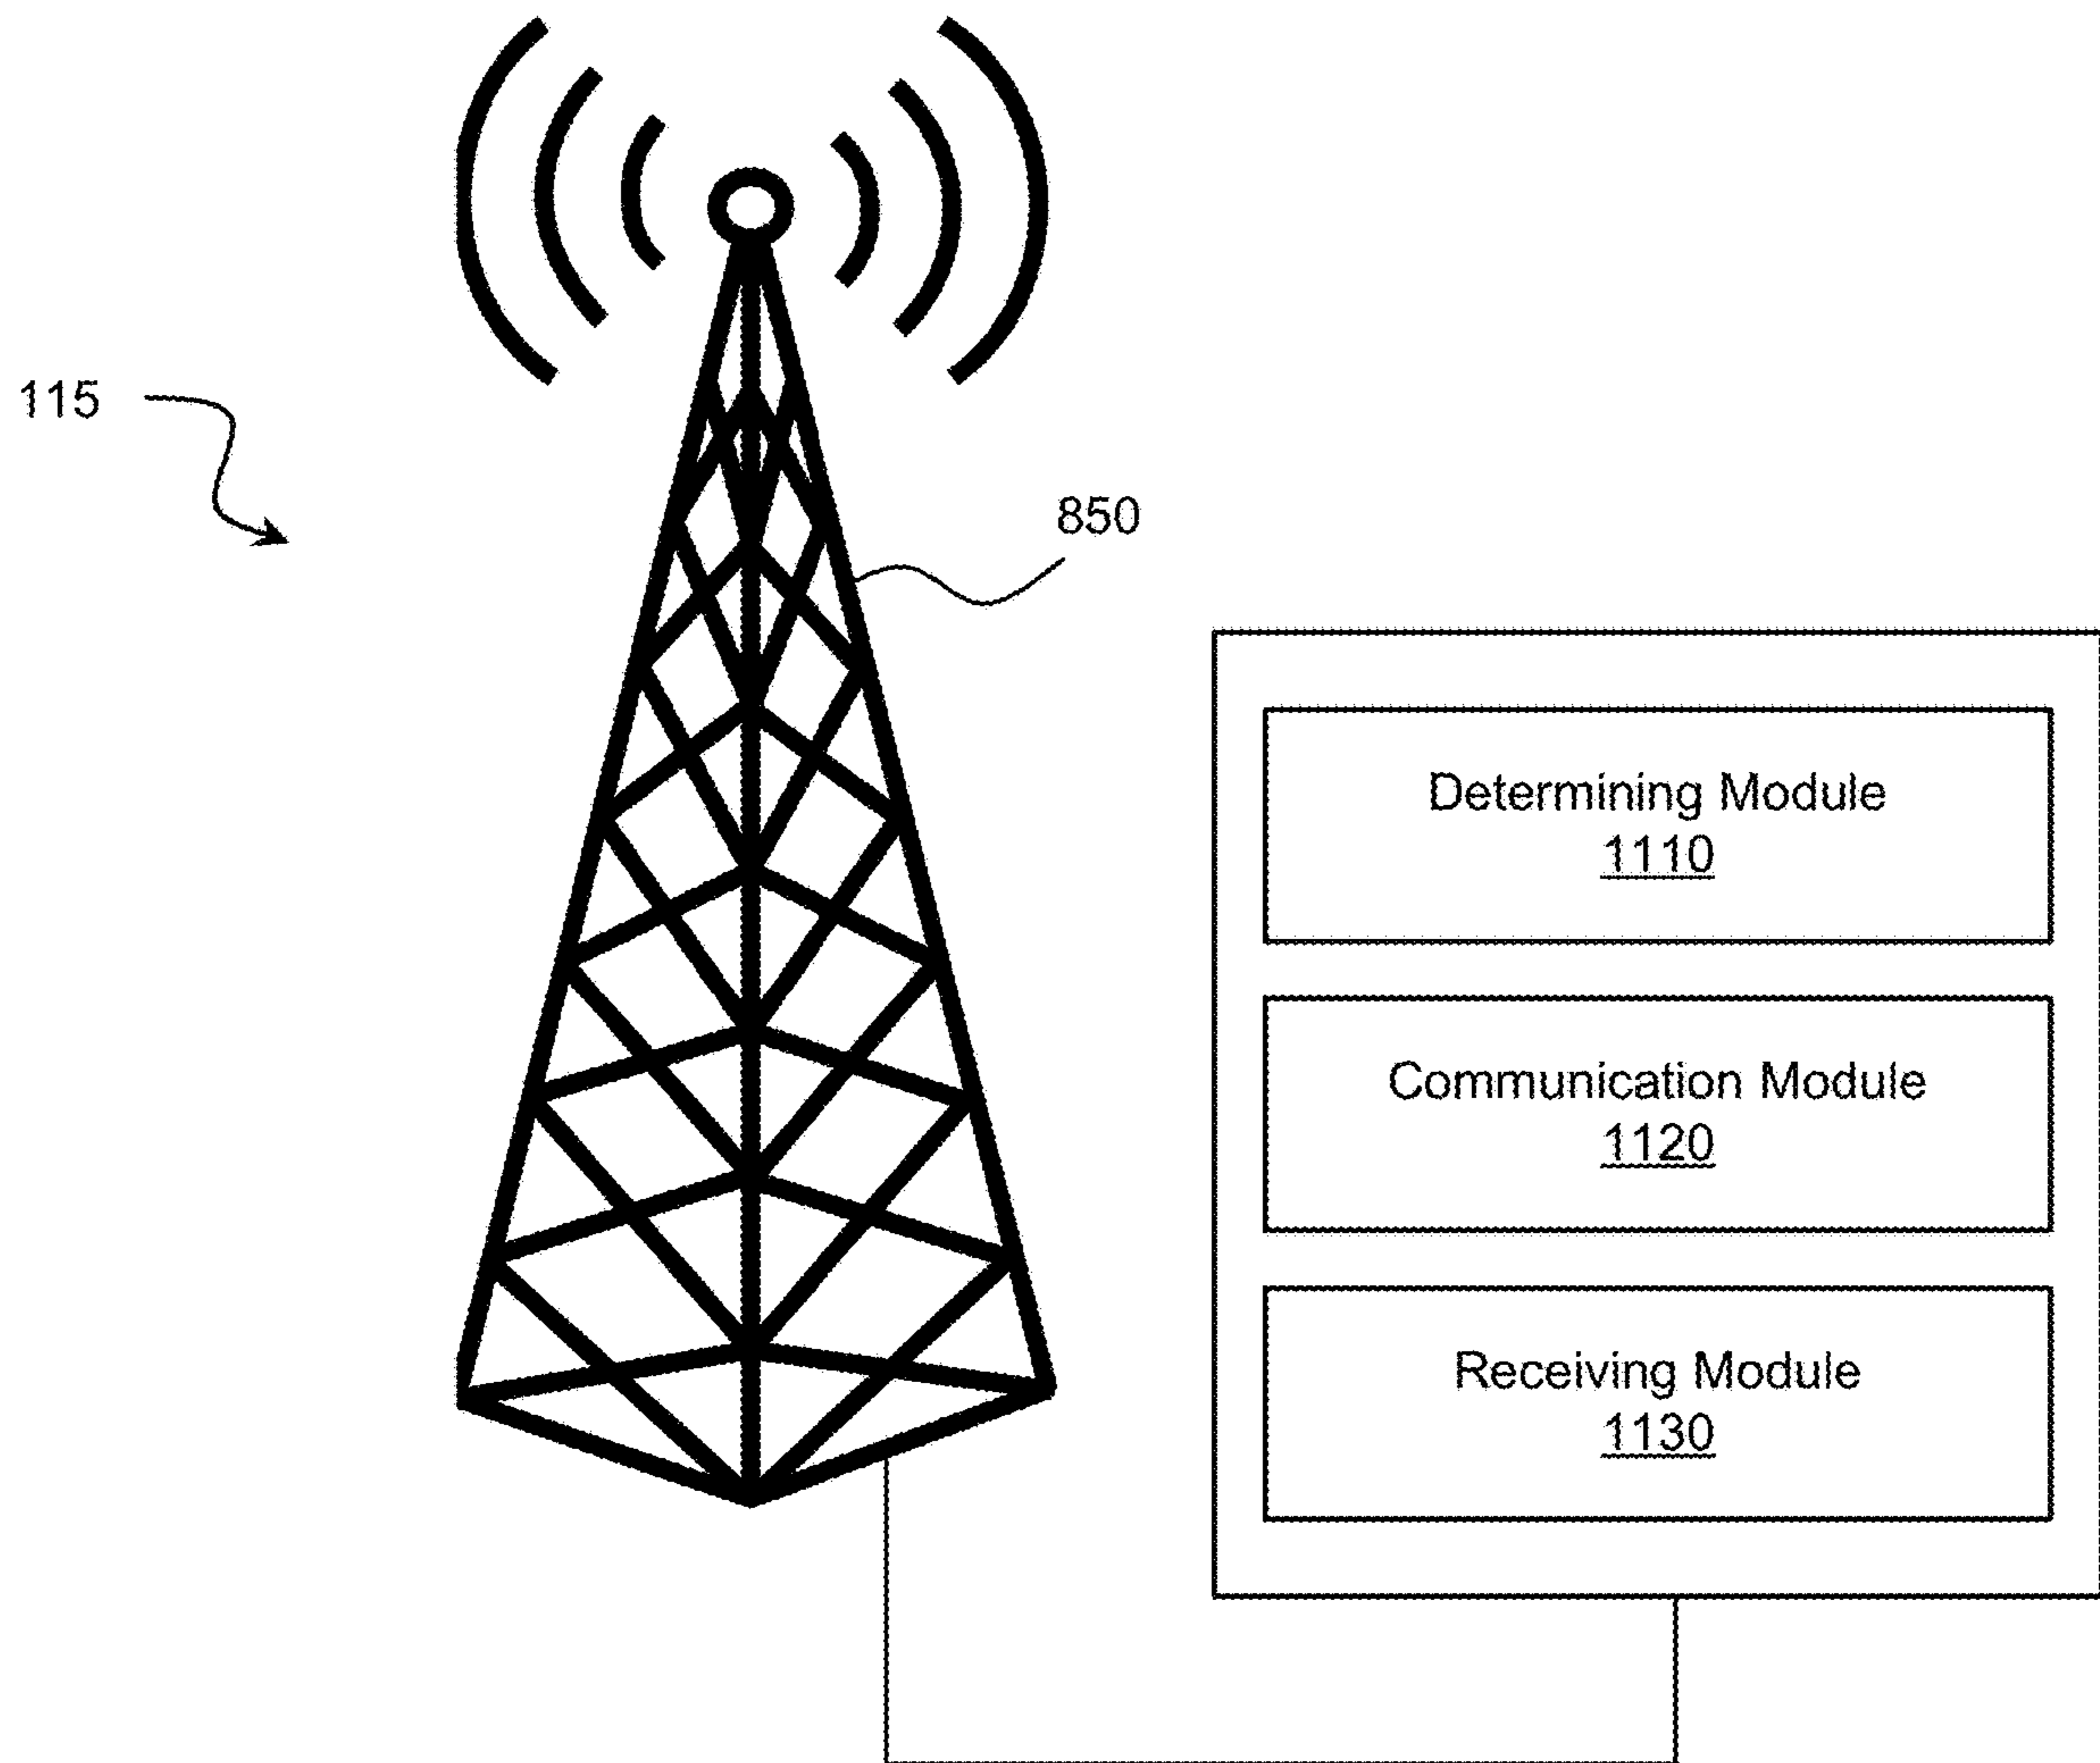 115
850
Determining Module
1110
Communication Module
1120
Receiving Module
1130